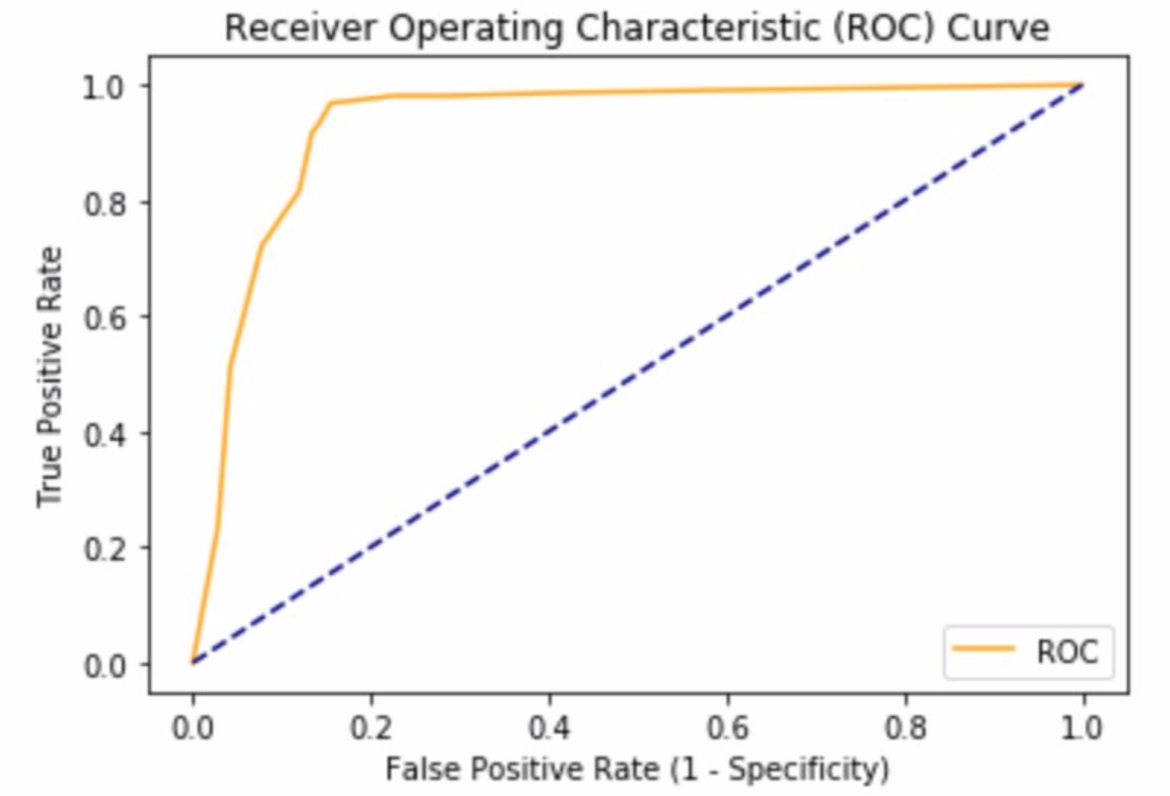 Receiver Operating Characteristic (ROC) Curve
1.0
0.8
0.6
0.4
0.2
0.0
True Positive Rate
ROC
0.0 0.2 0.4 0.6 0.8 1.0
False Positive Rate (1 - Specificity)